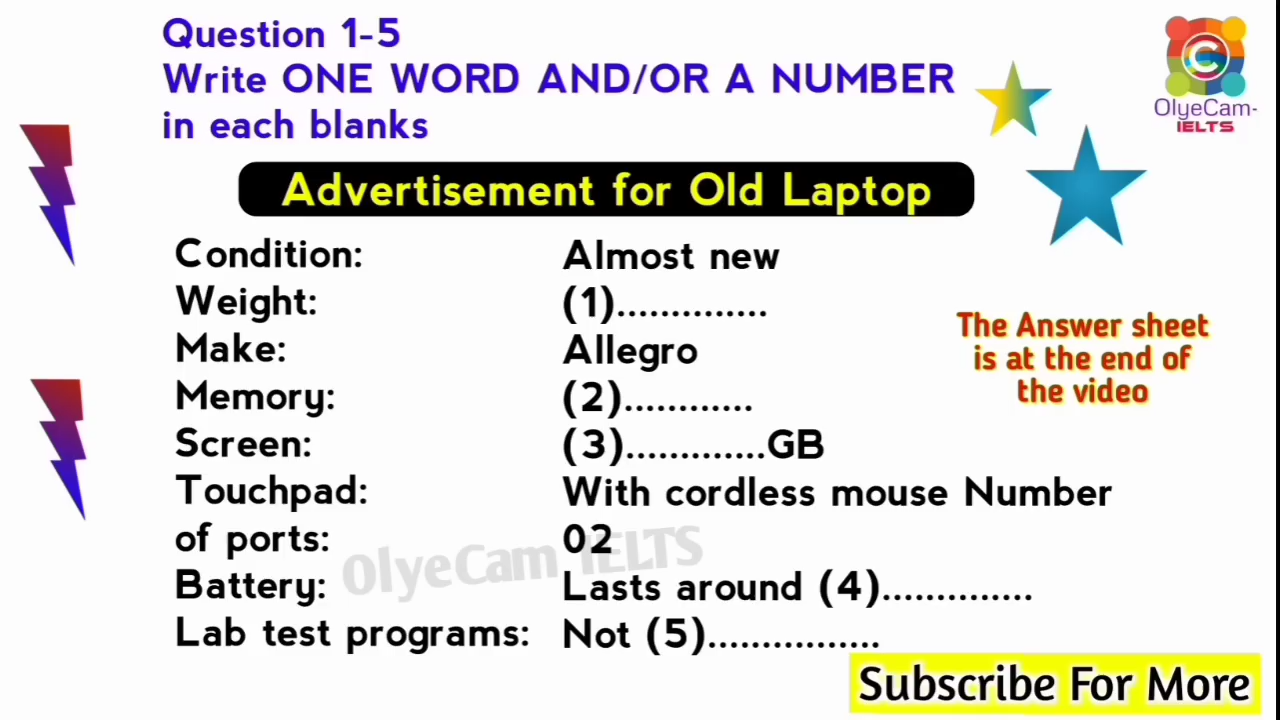 Question 1-5
Write ONE WORD AND/OR A NUMBER
in each blanks
OlyeCam-
IELTS
Advertisement for Old Laptop
Condition: Almost new
Weight: (1)..............
Make: Allegro
Memory: (2)............
Screen: (3).............GB
Touchpad: With cordless mouse Number
of ports: 02
Battery: Lasts around (4)..............
Lab test programs: Not (5)................
The Answer sheet
is at the end of
the video
OlyeCam IELTS
Subscribe For More